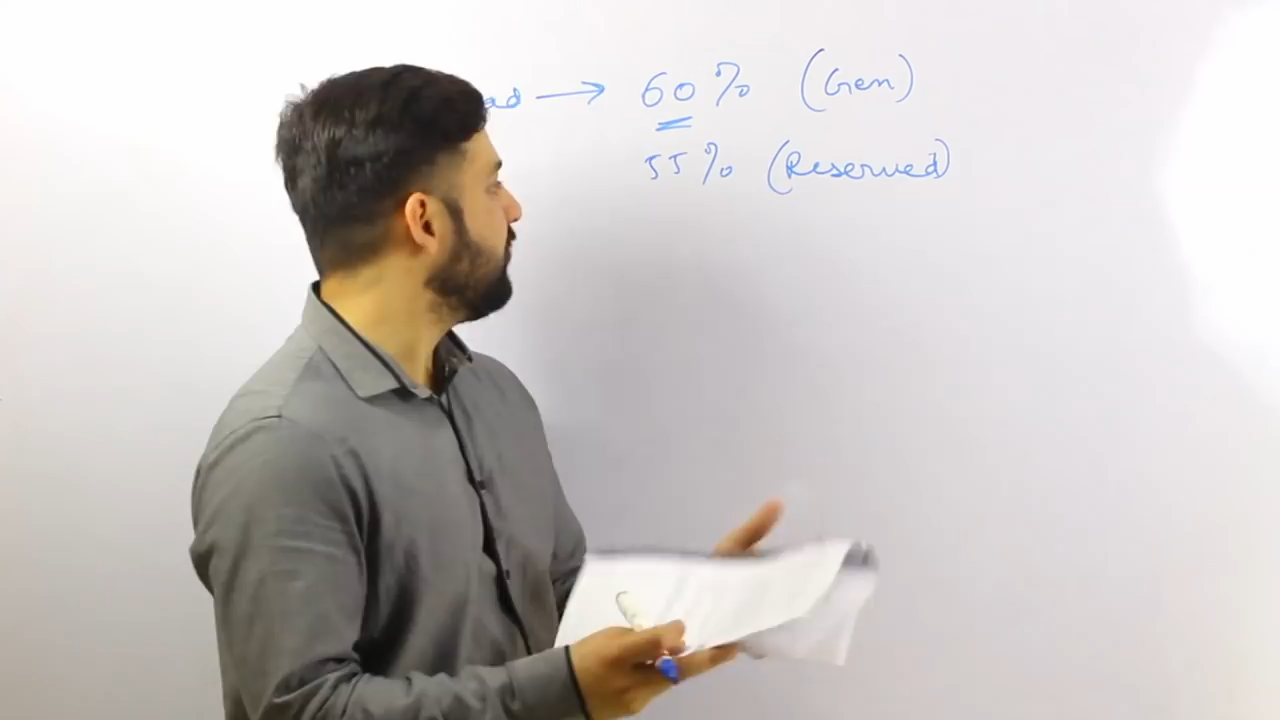 ad → 60% (Gen)
55% (Reserved)